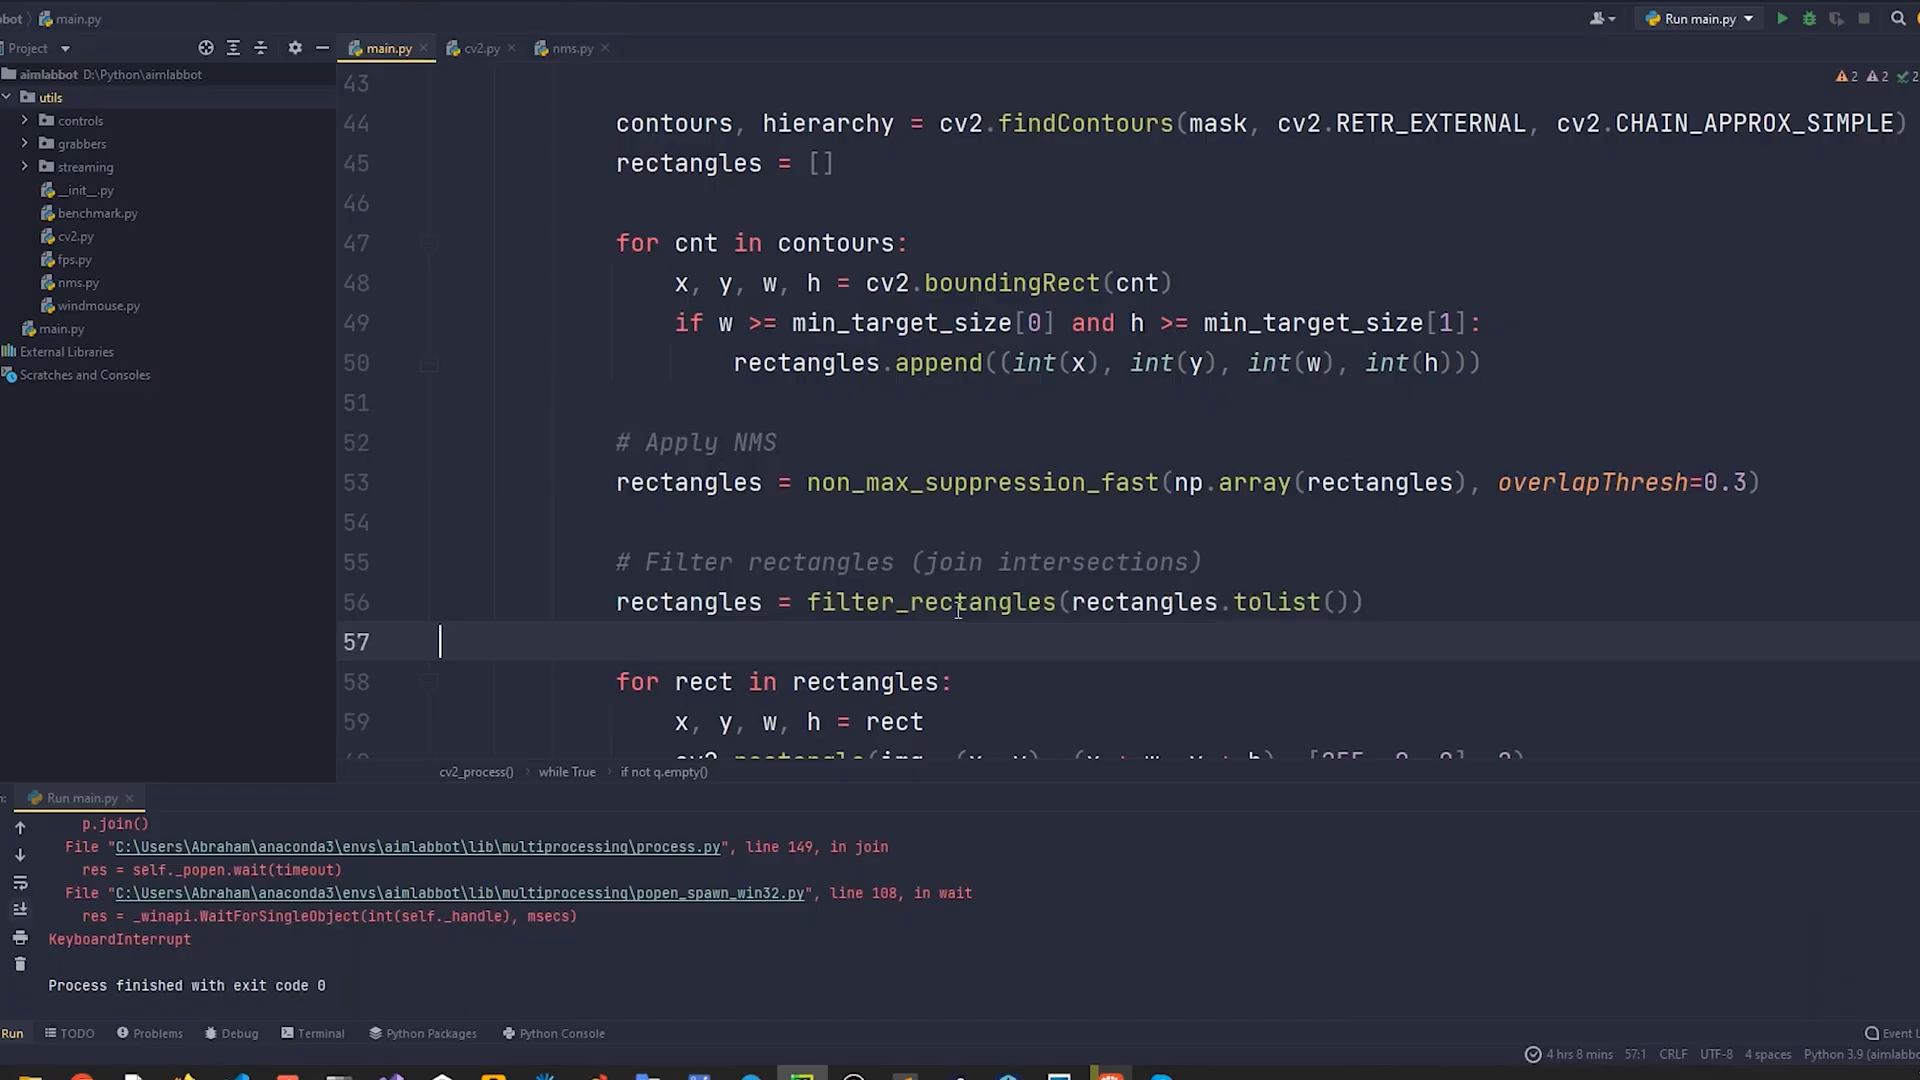 bot
main.py
Run main.py
Project
main.py
cv2.py
nms.py
aimlabbot D:\Python\aimlabbot
utils
controls
grabbers
streaming
__init__.py
benchmark.py
cv2.py
fps.py
nms.py
windmouse.py
main.py
External Libraries
Scratches and Consoles
2 2 2
43
44 contours, hierarchy = cv2.findContours(mask, cv2.RETR_EXTERNAL, cv2.CHAIN_APPROX_SIMPLE)
45 rectangles = []
46
47 for cnt in contours:
48 x, y, w, h = cv2.boundingRect(cnt)
49 if w >= min_target_size[0] and h >= min_target_size[1]:
50 rectangles.append((int(x), int(y), int(w), int(h)))
51
52 # Apply NMS
53 rectangles = non_max_suppression_fast(np.array(rectangles), overlapThresh=0.3)
54
55 # Filter rectangles (join intersections)
56 rectangles = filter_rectangles(rectangles.tolist())
57
58 for rect in rectangles:
59 x, y, w, h = rect
cv2_process() while True if not q.empty()
Run main.py
p.join()
File "C:\Users\Abraham\anaconda3\envs\aimlabbot\lib\multiprocessing\process.py", line 149, in join
res = self._popen.wait(timeout)
File "C:\Users\Abraham\anaconda3\envs\aimlabbot\lib\multiprocessing\popen_spawn_win32.py", line 108, in wait
res = _winapi.WaitForSingleObject(int(self._handle), msecs)
KeyboardInterrupt
Process finished with exit code 0
Run TODO Problems Debug Terminal Python Packages Python Console Event
4 hrs 8 mins 57:1 CRLF UTF-8 4 spaces Python 3.9 (aimlabbo